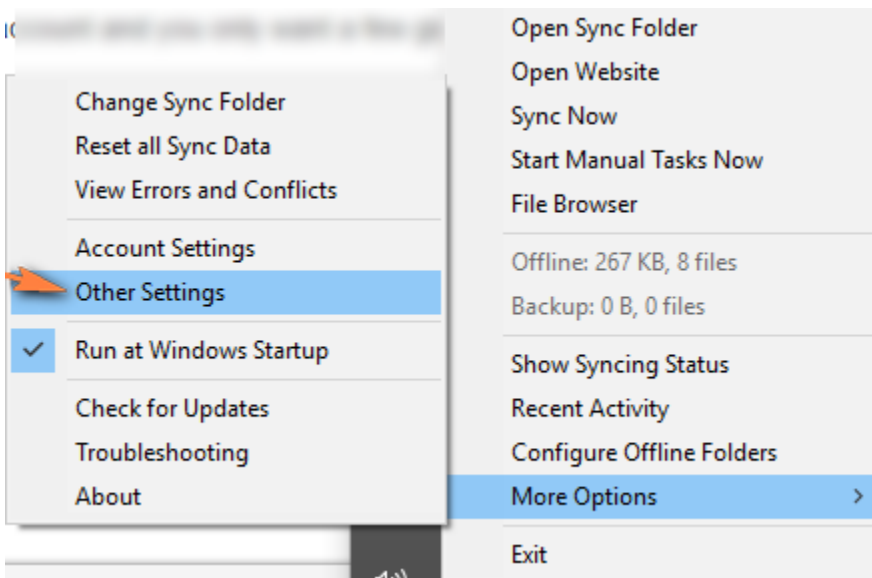 Open Sync Folder
Open Website
Sync Now
Start Manual Tasks Now
File Browser
Offline: 267 KB, 8 files
Backup: 0 B, 0 files
Show Syncing Status
Recent Activity
Configure Offline Folders
More Options
Exit
Change Sync Folder
Reset all Sync Data
View Errors and Conflicts
Account Settings
Other Settings
Run at Windows Startup
Check for Updates
Troubleshooting
About